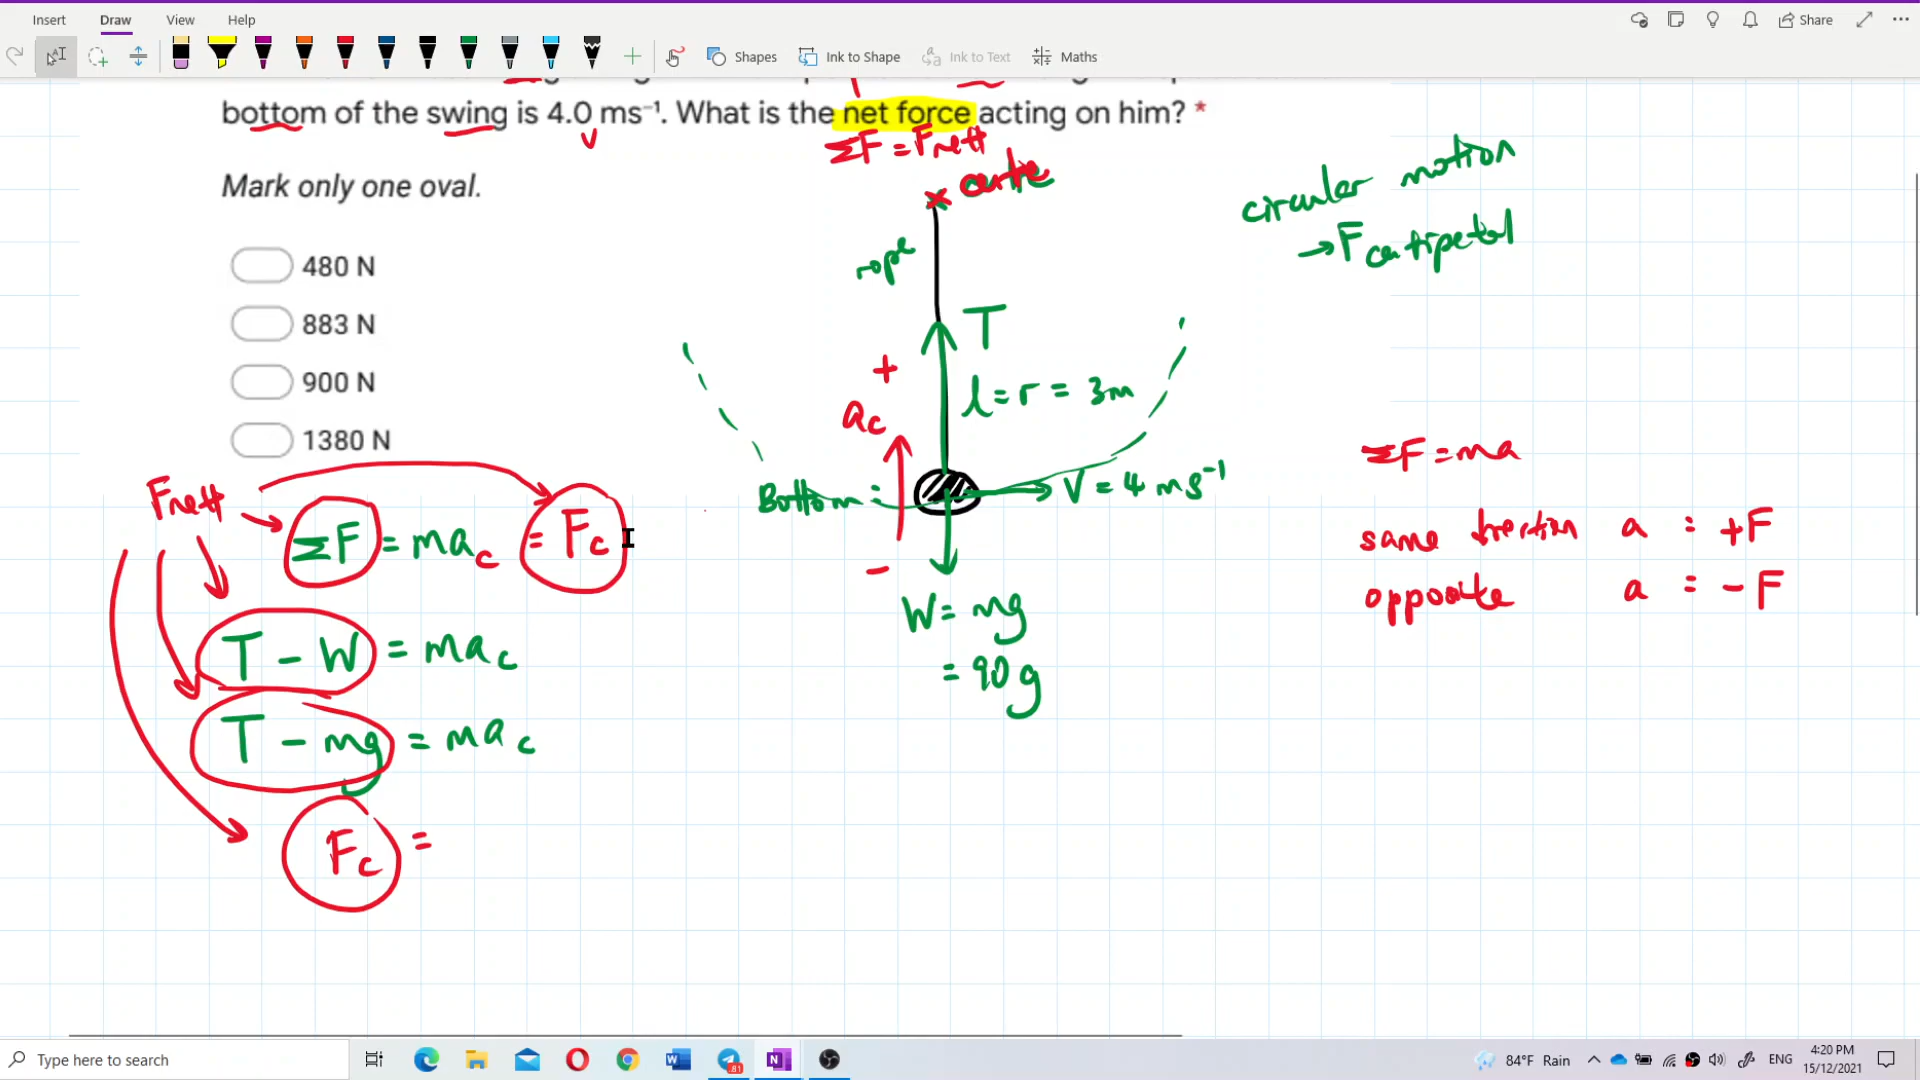 Insert Draw View Help
Share
Shapes Ink to Shape Ink to Text Maths
bottom of the swing is 4.0 ms⁻¹. What is the net force acting on him? *
v
ΣF = Fnett
Mark only one oval.
centre
circular motion
→ F centripetal
rope
480 N
883 N
900 N
1380 N
T
+
l = r = 3m
ac
ΣF = ma
Bottom :
V = 4 ms⁻¹
Fnett
ΣF = mac = Fc
same direction a : +F
opposite a : - F
-
W = mg
= 90g
T - W = mac
T - mg = mac
Fc =
Type here to search
81
84°F Rain
ENG
4:20 PM
15/12/2021